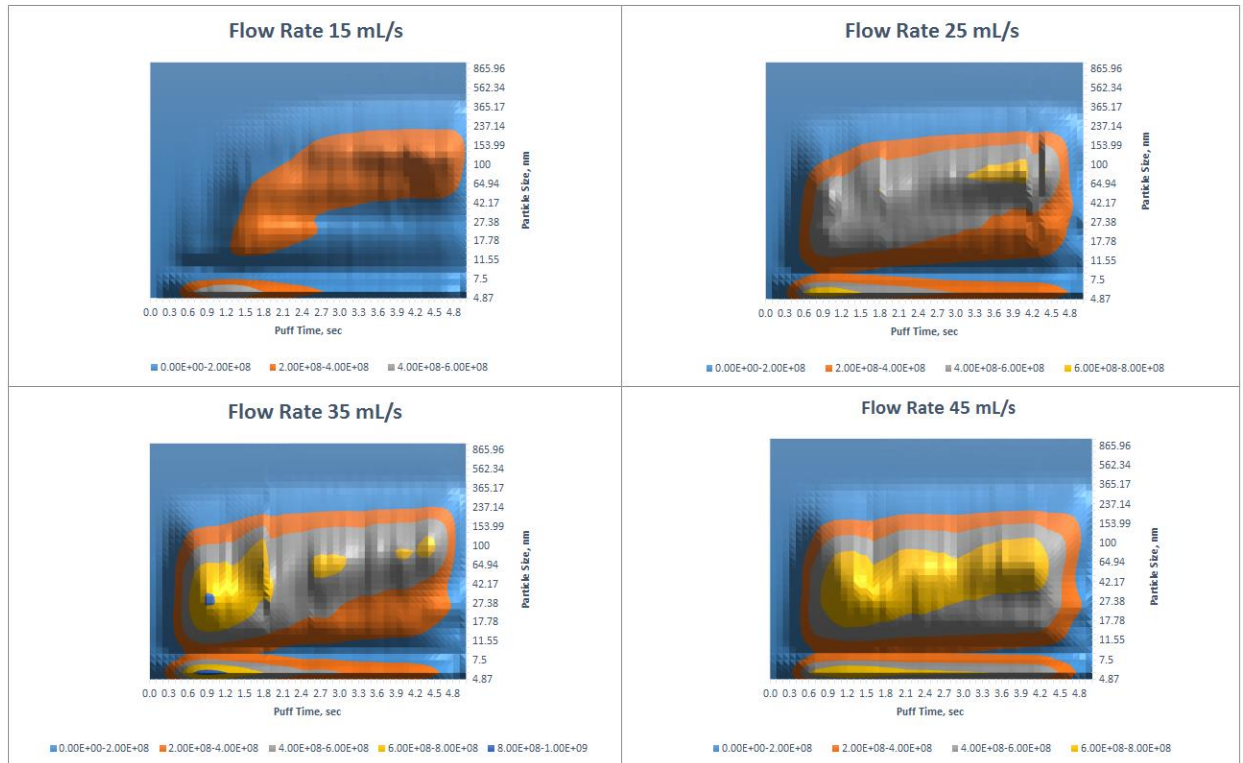 Flow Rate 15 mL/s
865.96
562.34
365.17
237.14
153.99
100
64.94
42.17
27.38
17.78
11.55
7.5
4.87
Particle Size, nm
0.0 0.3 0.6 0.9 1.2 1.5 1.8 2.1 2.4 2.7 3.0 3.3 3.6 3.9 4.2 4.5 4.8
Puff Time, sec
0.00E+00-2.00E+08 2.00E+08-4.00E+08 4.00E+08-6.00E+08
Flow Rate 25 mL/s
865.96
562.34
365.17
237.14
153.99
100
64.94
42.17
27.38
17.78
11.55
7.5
4.87
Particle Size, nm
0.0 0.3 0.6 0.9 1.2 1.5 1.8 2.1 2.4 2.7 3.0 3.3 3.6 3.9 4.2 4.5 4.8
Puff Time, sec
0.00E+00-2.00E+08 2.00E+08-4.00E+08 4.00E+08-6.00E+08 6.00E+08-8.00E+08
Flow Rate 35 mL/s
865.96
562.34
365.17
237.14
153.99
100
64.94
42.17
27.38
17.78
11.55
7.5
4.87
Particle Size, nm
0.0 0.3 0.6 0.9 1.2 1.5 1.8 2.1 2.4 2.7 3.0 3.3 3.6 3.9 4.2 4.5 4.8
Puff Time, sec
0.00E+00-2.00E+08 2.00E+08-4.00E+08 4.00E+08-6.00E+08 6.00E+08-8.00E+08 8.00E+08-1.00E+09
Flow Rate 45 mL/s
865.96
562.34
365.17
237.14
153.99
100
64.94
42.17
27.38
17.78
11.55
7.5
4.87
Particle Size, nm
0.0 0.3 0.6 0.9 1.2 1.5 1.8 2.1 2.4 2.7 3.0 3.3 3.6 3.9 4.2 4.5 4.8
Puff Time, sec
0.00E+00-2.00E+08 2.00E+08-4.00E+08 4.00E+08-6.00E+08 6.00E+08-8.00E+08